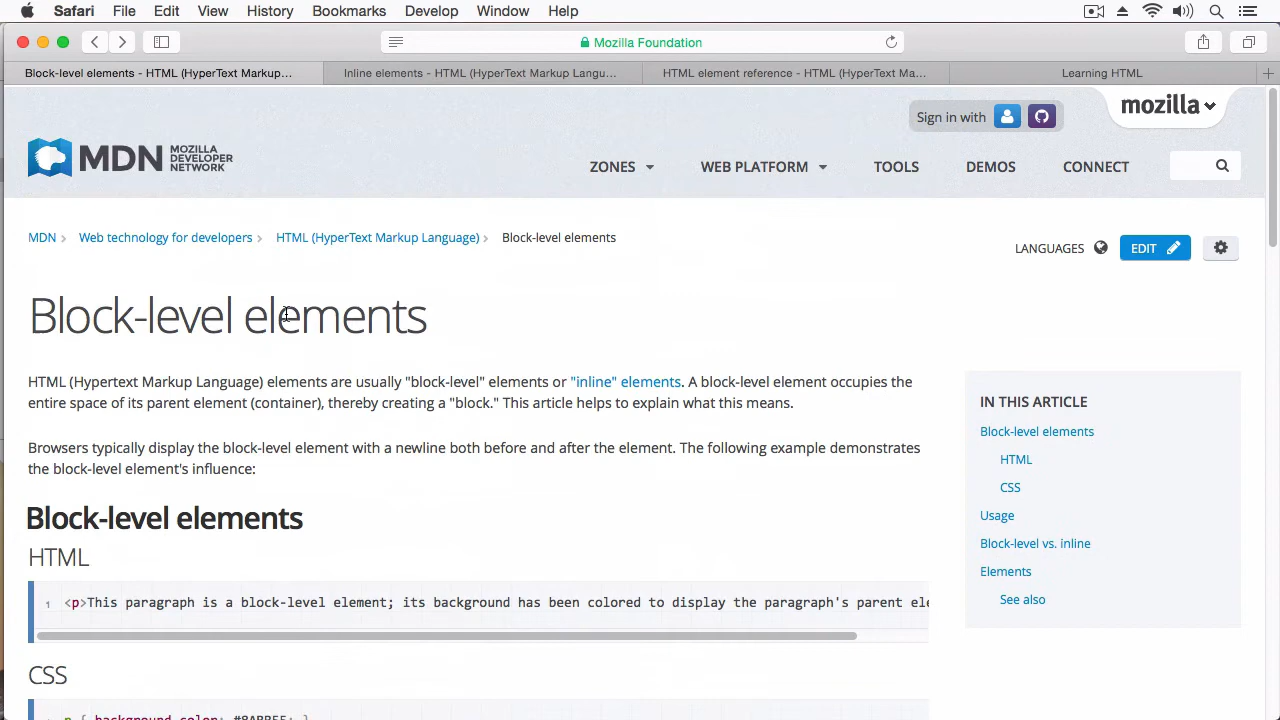 Safari File Edit View History Bookmarks Develop Window Help
Mozilla Foundation
Block-level elements - HTML (HyperText Markup... Inline elements - HTML (HyperText Markup Langu... HTML element reference - HTML (HyperText Ma... Learning HTML
Sign in with mozilla
MDN MOZILLA DEVELOPER NETWORK
ZONES WEB PLATFORM TOOLS DEMOS CONNECT
MDN Web technology for developers HTML (HyperText Markup Language) Block-level elements
LANGUAGES EDIT
Block-level elements
HTML (Hypertext Markup Language) elements are usually "block-level" elements or "inline" elements. A block-level element occupies the
entire space of its parent element (container), thereby creating a "block." This article helps to explain what this means.
Browsers typically display the block-level element with a newline both before and after the element. The following example demonstrates
the block-level element's influence:
Block-level elements
HTML
1 <p>This paragraph is a block-level element; its background has been colored to display the paragraph's parent ele
CSS
p { background-color: #8ABB55; }
IN THIS ARTICLE
Block-level elements
HTML
CSS
Usage
Block-level vs. inline
Elements
See also